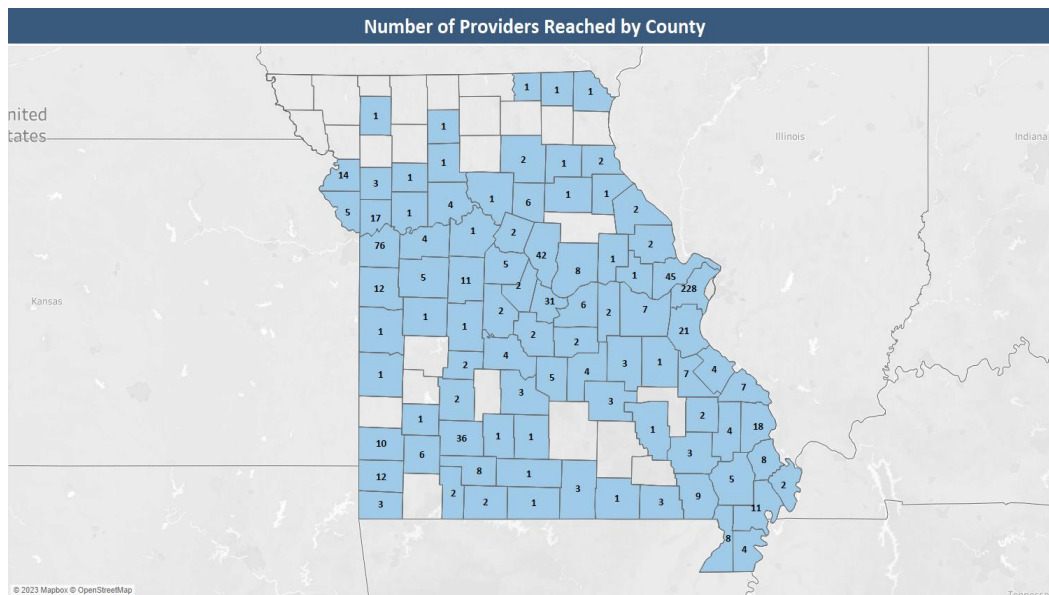 Number of Providers Reached by County
1 1 1
nited
tates
1
1
Illinois
Indiana
1 2 1 2
14 3 1
1 6 1 1
5 17 1 4 2
76 4 1 2 42 2
5 8 1
12 5 11 2 1 45
Kansas
228
31 6
1 1 2 2 7
1 2 2 21
1 2 4 3 1
5 4 7 4
2 3 3 7
1 2 4 18
10 36 1 1 1
6 3 8
12 8 1 5 2
3 2 2 1 3 1 3 9
11
8
4
© 2023 Mapbox © OpenStreetMap